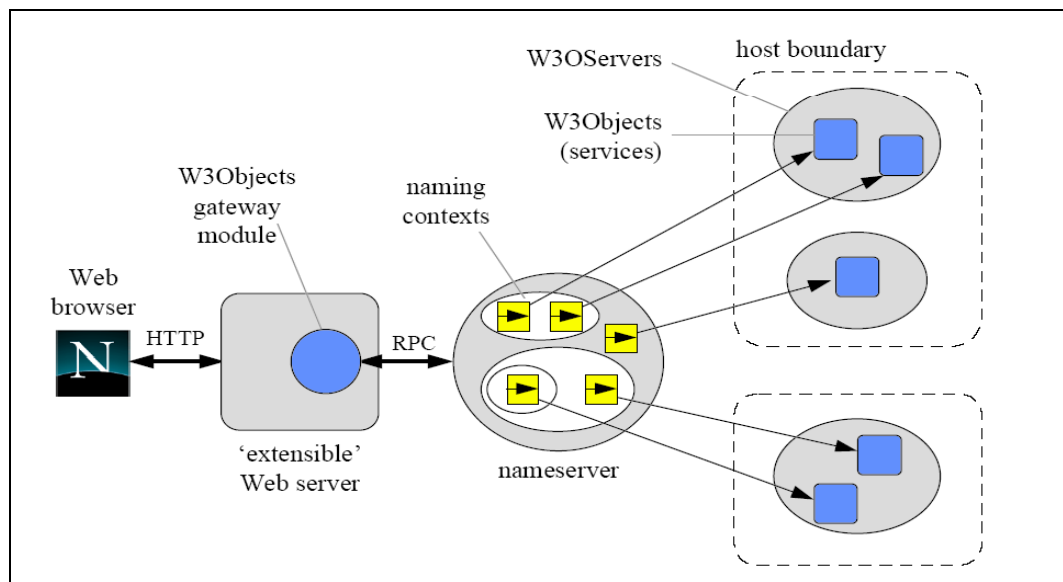 W3OServers
host boundary
W3Objects
(services)
W3Objects
gateway
module
naming
contexts
Web
browser
HTTP
RPC
N
‘extensible’
Web server
nameserver